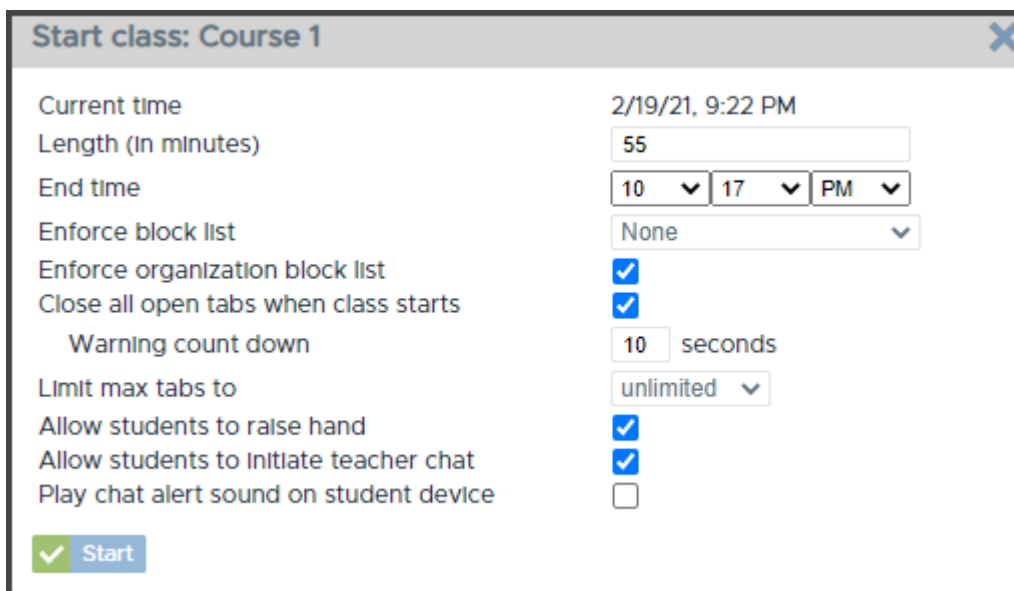 Start class: Course 1
Current time 2/19/21, 9:22 PM
Length (in minutes) 55
End time 10 17 PM
Enforce block list None
Enforce organization block list
Close all open tabs when class starts
Warning count down 10 seconds
Limit max tabs to unlimited
Allow students to raise hand
Allow students to initiate teacher chat
Play chat alert sound on student device
Start